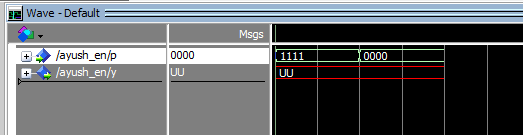 Wave - Default
Msgs
/ayush_en/p 0000 1111 0000
/ayush_en/y UU UU